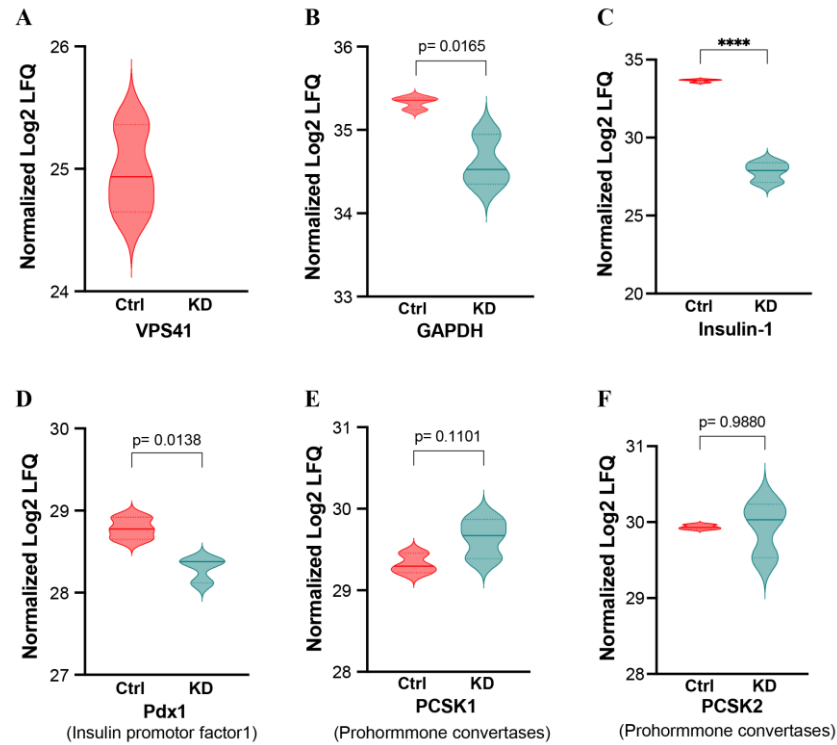 A
Normalized Log2 LFQ
26
25
24
Ctrl KD
VPS41
B
Normalized Log2 LFQ
p= 0.0165
36
35
34
33
Ctrl KD
GAPDH
C
Normalized Log2 LFQ
****
35
30
25
20
Ctrl KD
Insulin-1
D
Normalized Log2 LFQ
p= 0.0138
30
29
28
27
Ctrl KD
Pdx1
(Insulin promotor factor1)
E
Normalized Log2 LFQ
p= 0.1101
31
30
29
28
Ctrl KD
PCSK1
(Prohormmone convertases)
F
Normalized Log2 LFQ
p= 0.9880
31
30
29
28
Ctrl KD
PCSK2
(Prohormmone convertases)